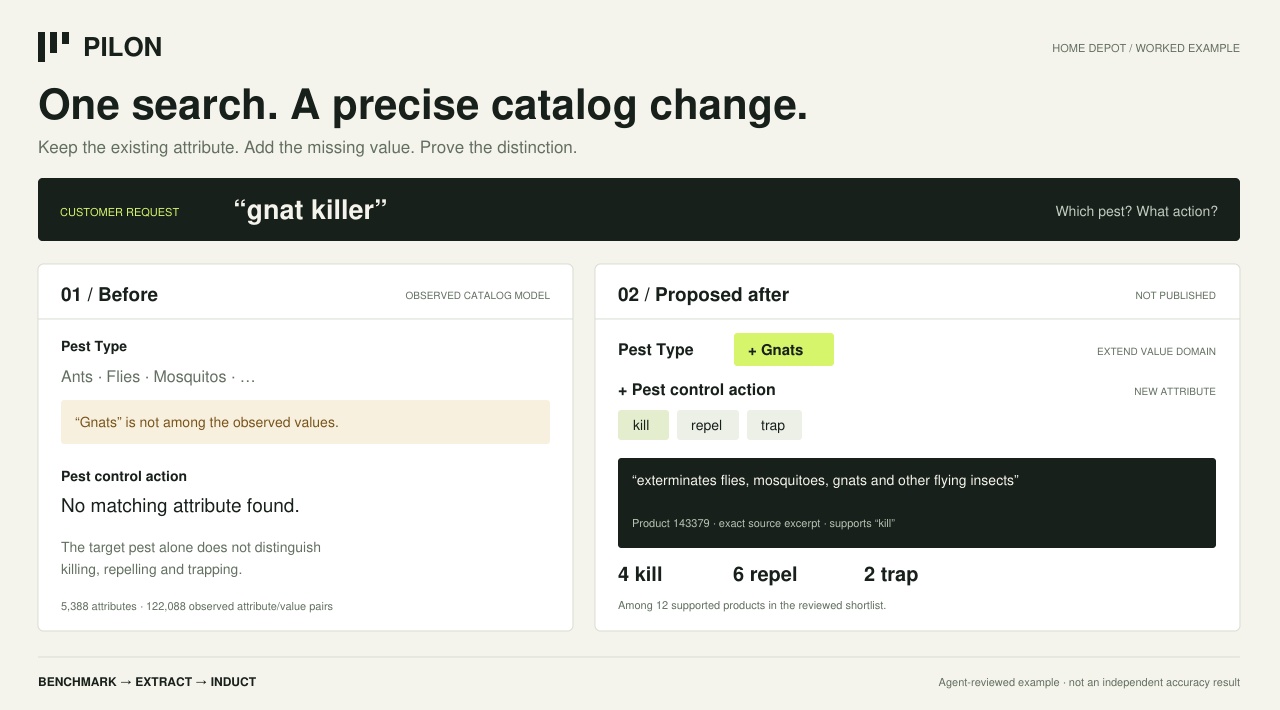 PILON
HOME DEPOT / WORKED EXAMPLE
One search. A precise catalog change.
Keep the existing attribute. Add the missing value. Prove the distinction.
CUSTOMER REQUEST
“gnat killer”
Which pest? What action?
01 / Before
OBSERVED CATALOG MODEL
Pest Type
Ants · Flies · Mosquitos · …
“Gnats” is not among the observed values.
Pest control action
No matching attribute found.
The target pest alone does not distinguish
killing, repelling and trapping.
5,388 attributes · 122,088 observed attribute/value pairs
02 / Proposed after
NOT PUBLISHED
Pest Type
+ Gnats
EXTEND VALUE DOMAIN
+ Pest control action
NEW ATTRIBUTE
kill
repel
trap
“exterminates flies, mosquitoes, gnats and other flying insects”
Product 143379 · exact source excerpt · supports “kill”
4 kill
6 repel
2 trap
Among 12 supported products in the reviewed shortlist.
BENCHMARK → EXTRACT → INDUCT
Agent-reviewed example · not an independent accuracy result